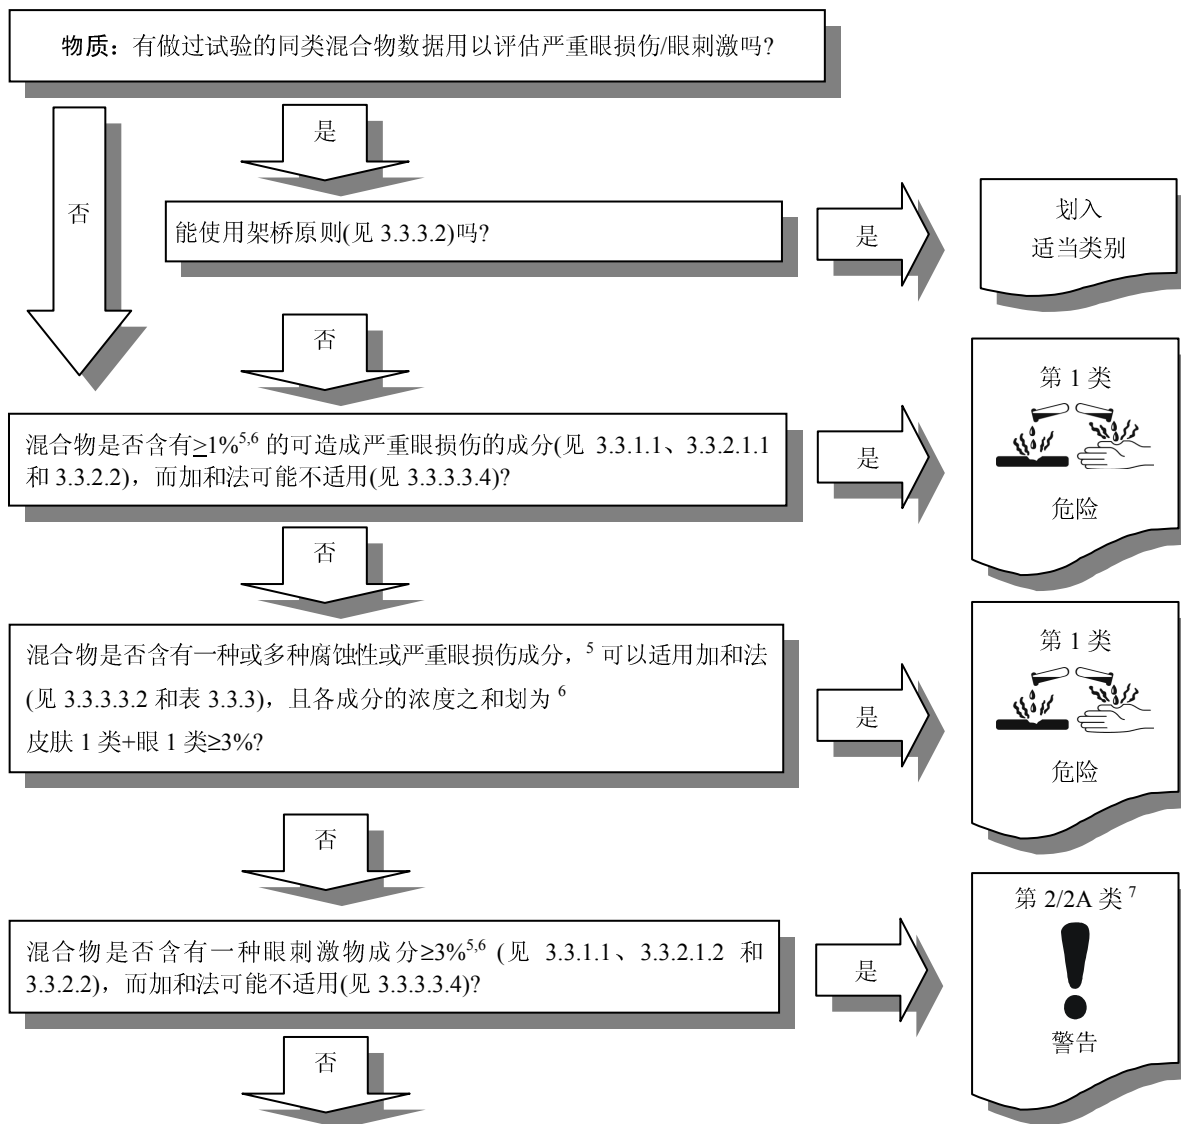 物质：有做过试验的同类混合物数据用以评估严重眼损伤/眼刺激吗?
是
否
能使用架桥原则(见 3.3.3.2)吗?
是
划入
适当类别
否
第 1 类
混合物是否含有≥1%5,6 的可造成严重眼损伤的成分(见 3.3.1.1、3.3.2.1.1
和 3.3.2.2)，而加和法可能不适用(见 3.3.3.3.4)?
是
危险
否
第 1 类
混合物是否含有一种或多种腐蚀性或严重眼损伤成分，5 可以适用加和法
(见 3.3.3.3.2 和表 3.3.3)，且各成分的浓度之和划为 6
皮肤 1 类+眼 1 类≥3%?
是
危险
否
第 2/2A 类 7
混合物是否含有一种眼刺激物成分≥3%5,6 (见 3.3.1.1、3.3.2.1.2 和
3.3.2.2)，而加和法可能不适用(见 3.3.3.3.4)?
是
警告
否